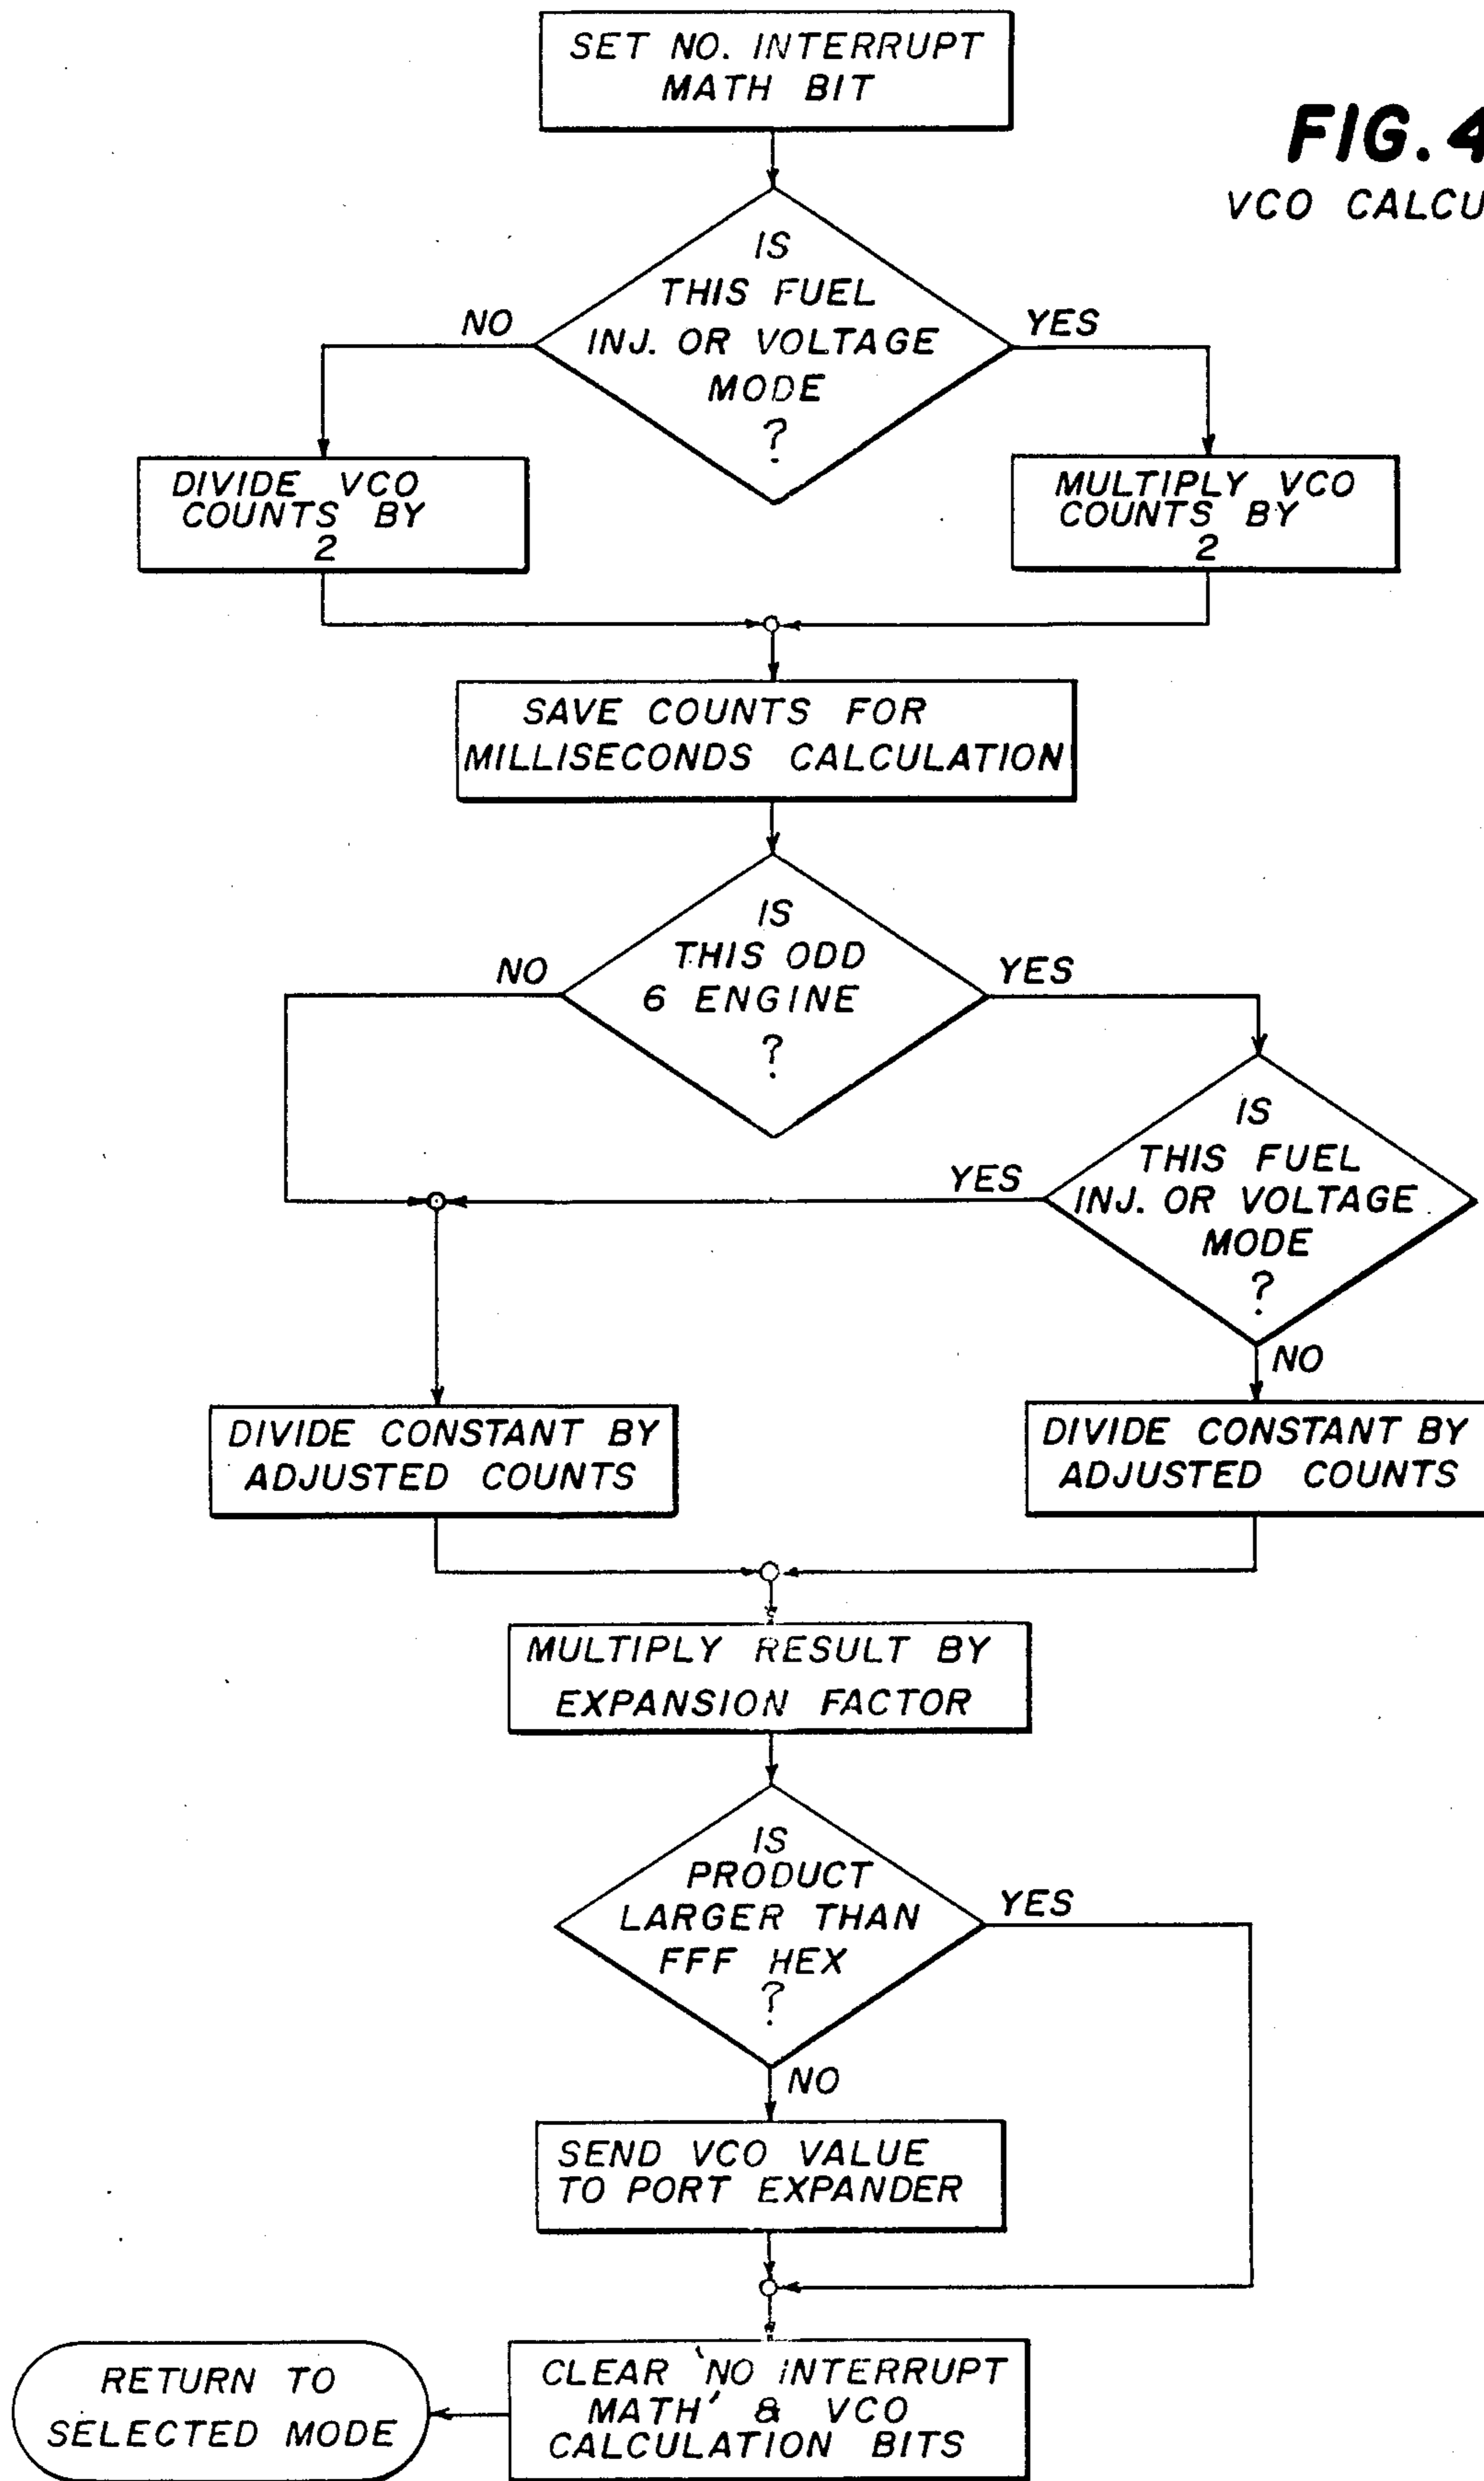 SET NO. INTERRUPT
MATH BIT
FIG. 4
VCO
IS
THIS FUEL
INJ. OR VOLTAGE
MODE
?
NO
YES
DIVIDE VCO
COUNTS BY
2
MULTIPLY VCO
COUNTS BY
2
SAVE COUNTS FOR
MILLISECONDS CALCULATION
IS
THIS ODD
6 ENGINE
?
NO
YES
IS
THIS FUEL
INJ. OR VOLTAGE
MODE
?
YES
NO
DIVIDE CONSTANT BY
ADJUSTED COUNTS
DIVIDE CONSTANT BY
ADJUSTED COUNTS
MULTIPLY RESULT BY
EXPANSION FACTOR
IS
PRODUCT
LARGER THAN
FFF HEX
?
YES
NO
SEND VCO VALUE
TO PORT EXPANDER
CLEAR 'NO INTERRUPT
MATH' & VCO
CALCULATION BITS
RETURN TO
SELECTED MODE